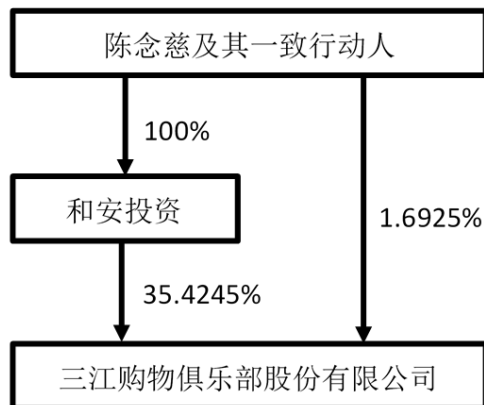 陈念慈及其一致行动人
100%
和安投资
1.6925%
35.4245%
三江购物俱乐部股份有限公司